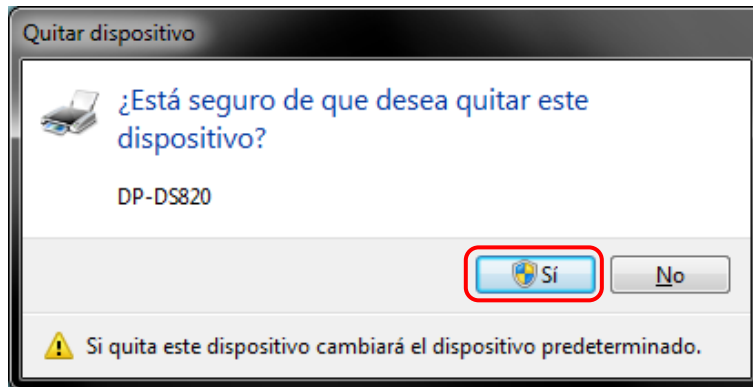 Quitar dispositivo
¿Está seguro de que desea quitar este
dispositivo?
DP-DS820
Sí No
Si quita este dispositivo cambiará el dispositivo predeterminado.